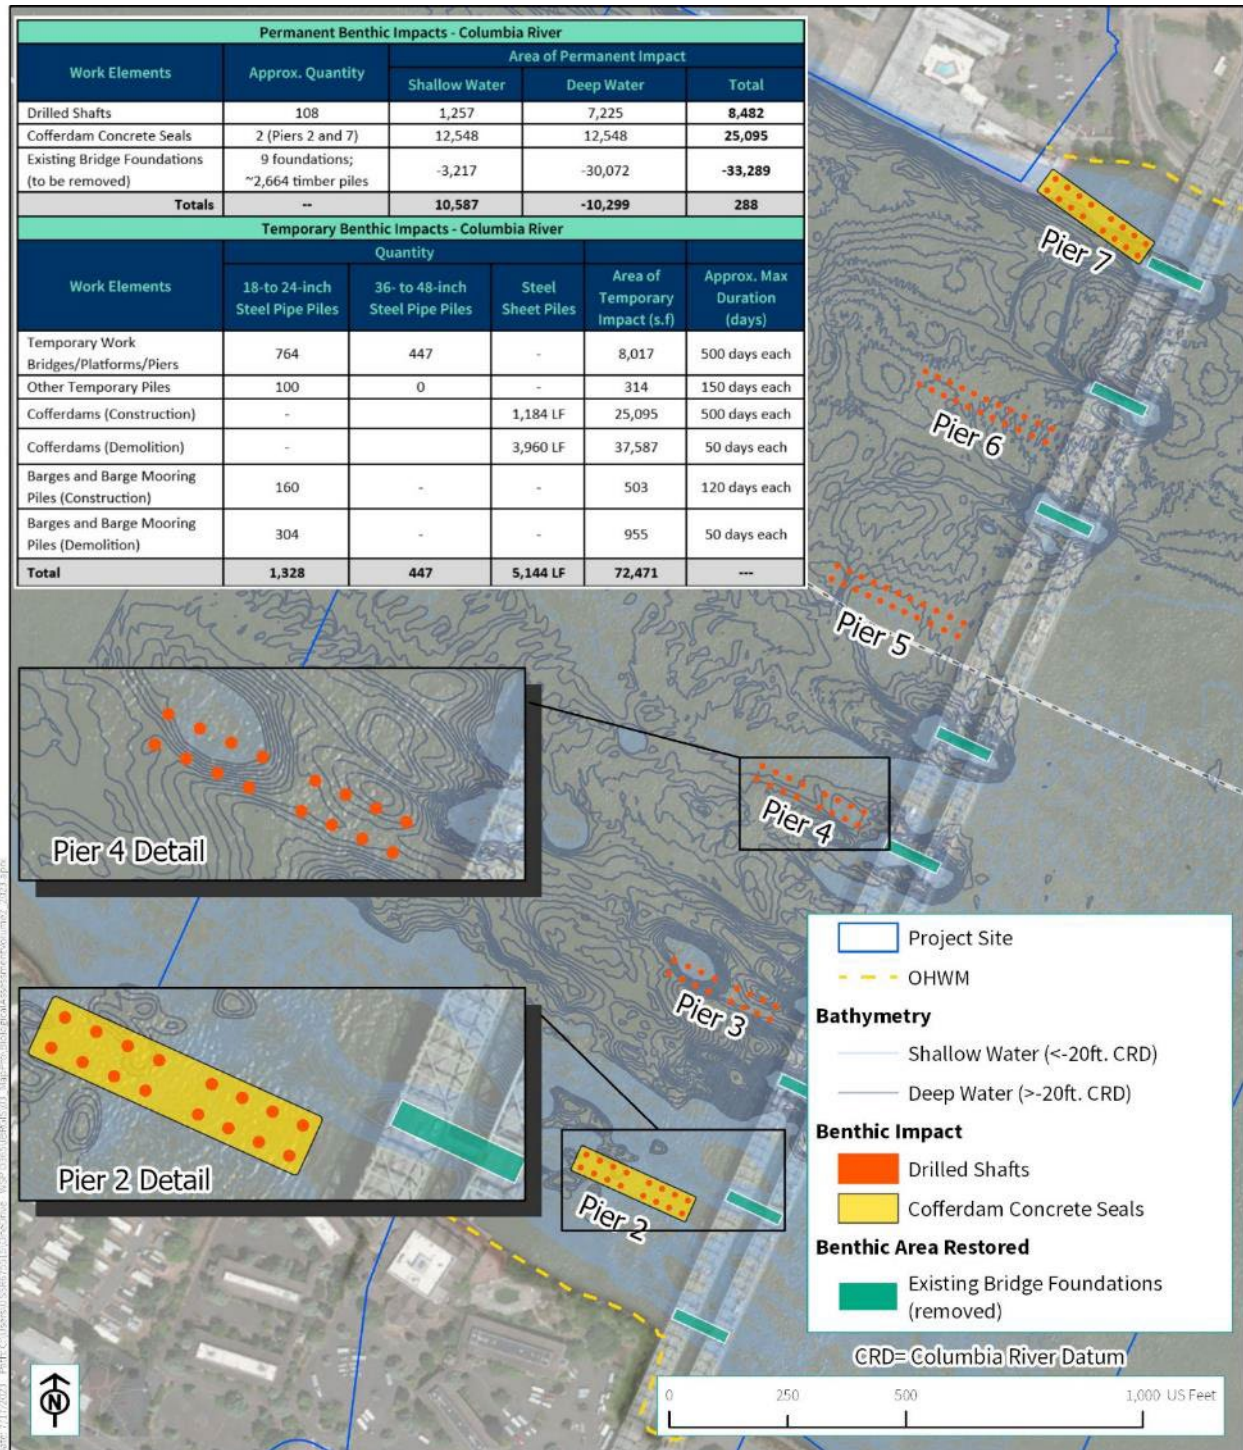 Permanent Benthic Impacts - Columbia River
Work Elements Approx. Quantity Area of Permanent Impact
Shallow Water Deep Water Total
Drilled Shafts 108 1,257 7,225 8,482
Cofferdam Concrete Seals 2 (Piers 2 and 7) 12,548 12,548 25,095
Existing Bridge Foundations 9 foundations; -3,217 -30,072 -33,289
(to be removed) ~2,664 timber piles
Totals -- 10,587 -10,299 288
Temporary Benthic Impacts - Columbia River
Work Elements Quantity
18-to 24-inch 36- to 48-inch Steel Area of Approx. Max
Steel Pipe Piles Steel Pipe Piles Sheet Piles Temporary Duration
Impact (s.f) (days)
Temporary Work
Bridges/Platforms/Piers 764 447 - 8,017 500 days each
Other Temporary Piles 100 0 - 314 150 days each
Cofferdams (Construction) - 1,184 LF 25,095 500 days each
Cofferdams (Demolition) - 3,960 LF 37,587 50 days each
Barges and Barge Mooring
Piles (Construction) 160 - - 503 120 days each
Barges and Barge Mooring
Piles (Demolition) 304 - - 955 50 days each
Total 1,328 447 5,144 LF 72,471 ---
Pier 7
Pier 6
Pier 5
Pier 4
Pier 4 Detail
Pier 3
Pier 2
Pier 2 Detail
Project Site
OHWM
Bathymetry
Shallow Water (<-20ft. CRD)
Deep Water (>-20ft. CRD)
Benthic Impact
Drilled Shafts
Cofferdam Concrete Seals
Benthic Area Restored
Existing Bridge Foundations
(removed)
CRD= Columbia River Datum
0 250 500 1,000 US Feet
N